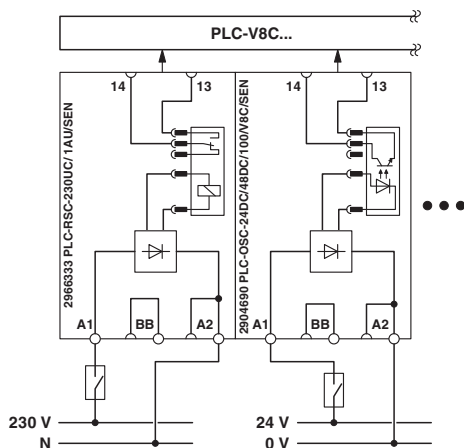 PLC-V8C...
14 13
14 13
2966333 PLC-RSC-230UC/1AU/SEN
2904690 PLC-OSC-24DC/48DC/100/V8C/SEN
A1 BB A2
A1 BB A2
230 V
N
24 V
0 V